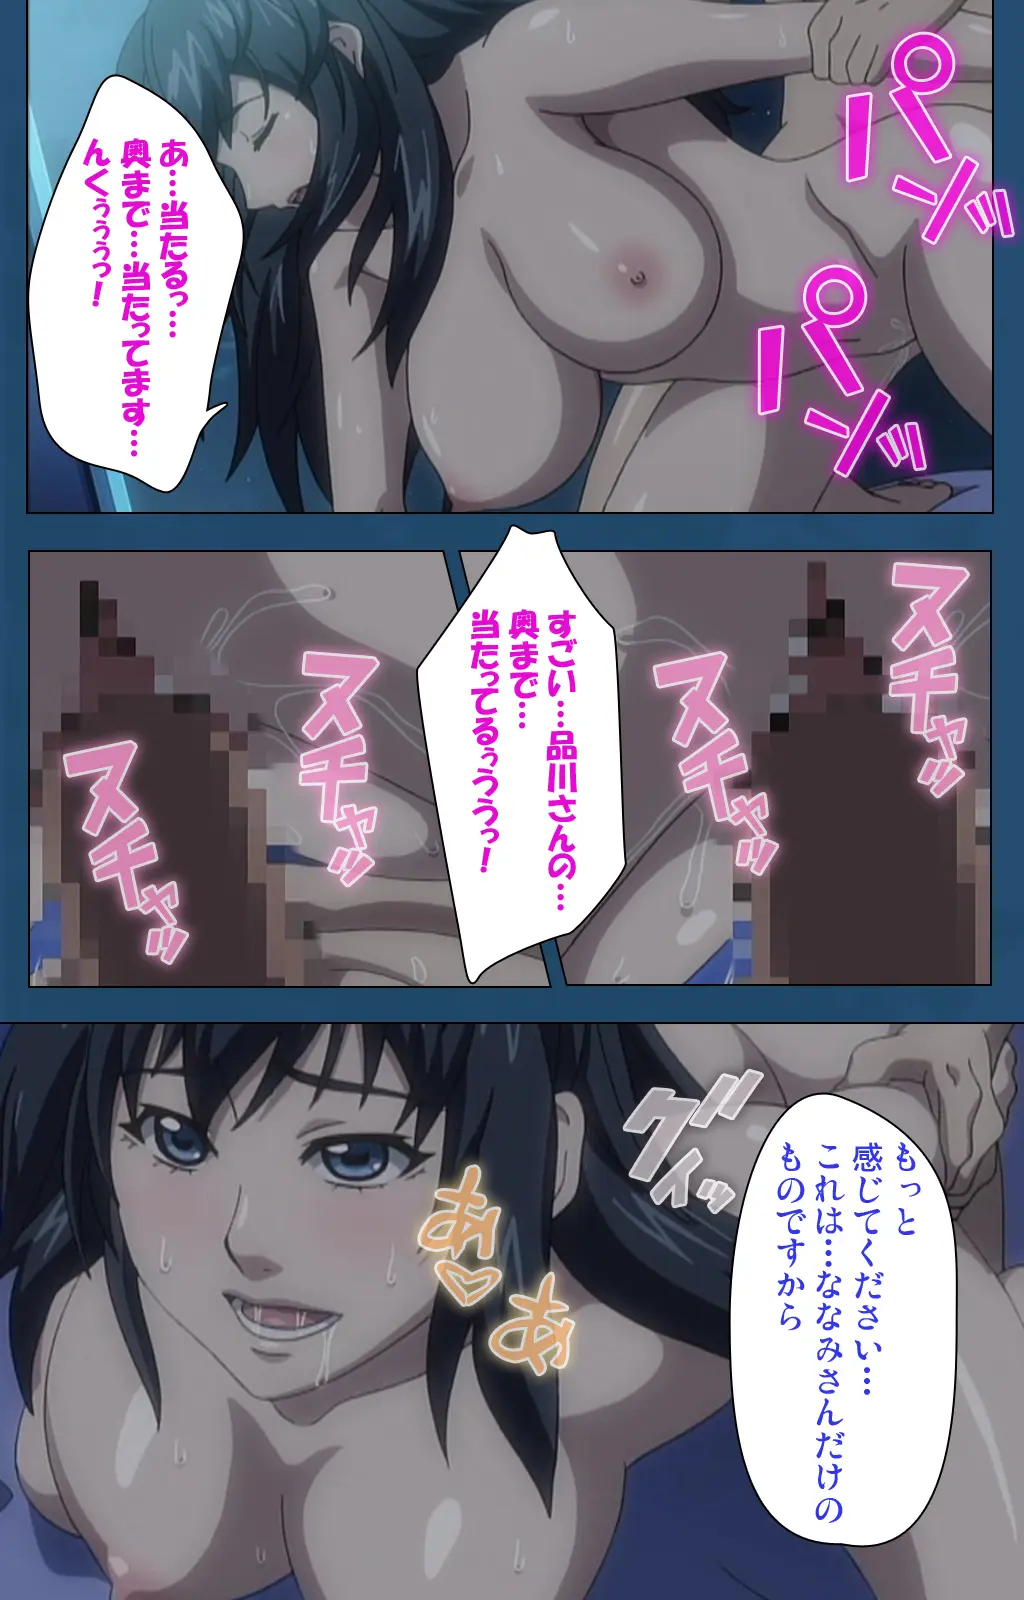 パンッ
パンッ
あ…当たるっ…
奥まで…当たってます…
んくぅぅぅっ!
ヌチャッ
ヌチャッ
すごい…品川さんの…
奥まで…
当たってるぅううっ!
ヌチャッ
ヌチャッ
もっと
感じてください…
これは…ななみさんだけの
ものですから
グイッ
あ♡
あ